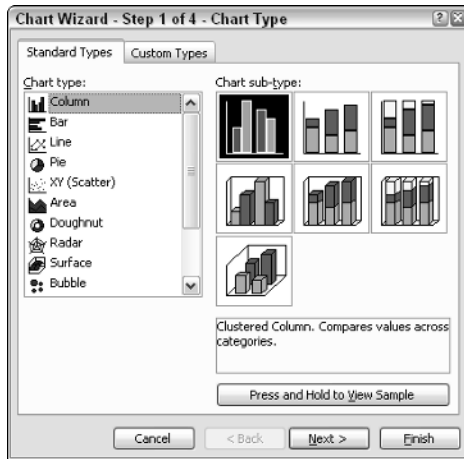 Chart Wizard - Step 1 of 4 - Chart Type
Standard Types
Custom Types
Chart type:
Column
Bar
Line
Pie
XY (Scatter)
Area
Doughnut
Radar
Surface
Bubble
Chart sub-type:
Clustered Column. Compares values across
categories.
Press and Hold to View Sample
Cancel
< Back
Next >
Finish